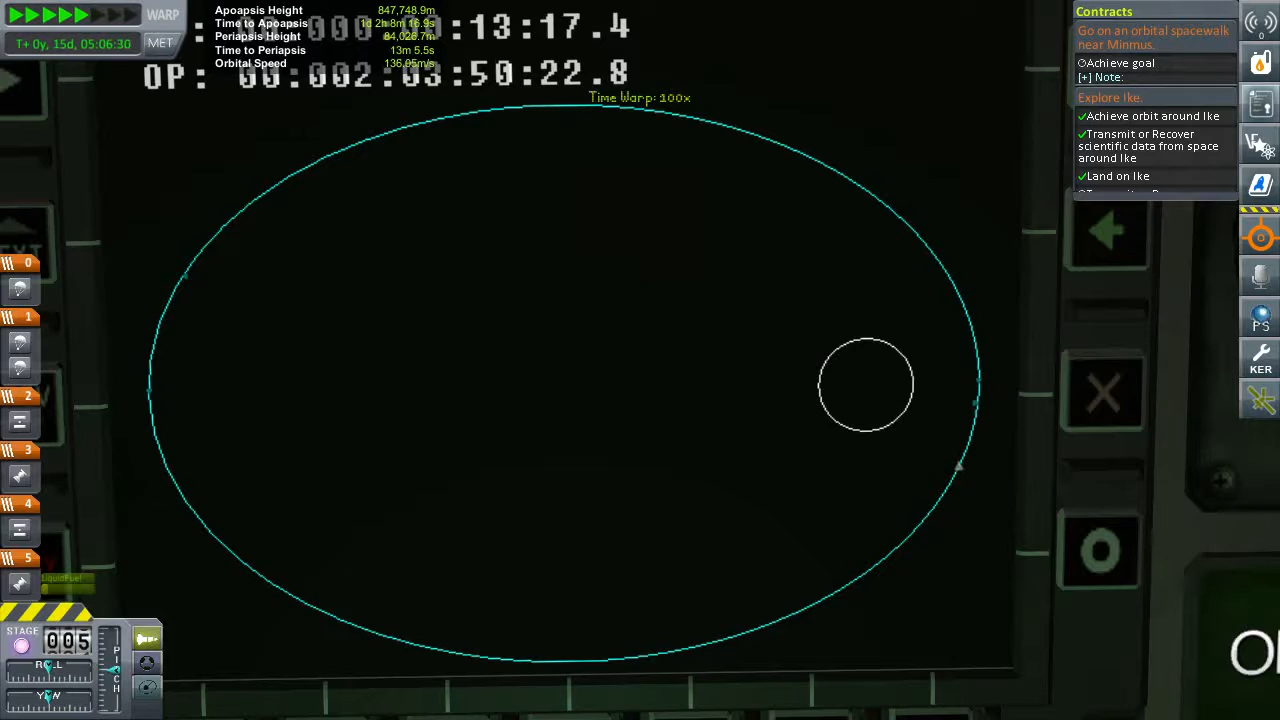 WARP
T+ 0y, 15d, 05:06:30
MET
Apoapsis Height 847,748.9m
Time to Apoapsis 1d 2h 8m 16.9s
Periapsis Height 84,026.7m
Time to Periapsis 13m 5.5s
Orbital Speed 136.05m/s
:13:17.4
OP: 00:002:03:50:22.8
Time Warp: 100x
Contracts
Go on an orbital spacewalk
near Minmus.
Achieve goal
[+] Note:
Explore Ike.
Achieve orbit around Ike
Transmit or Recover
scientific data from space
around Ike
Land on Ike
0
PS
KER
0
1
2
3
4
5
LiquidFuel
STAGE
005
ROLL
YAW
PITCH
X
O